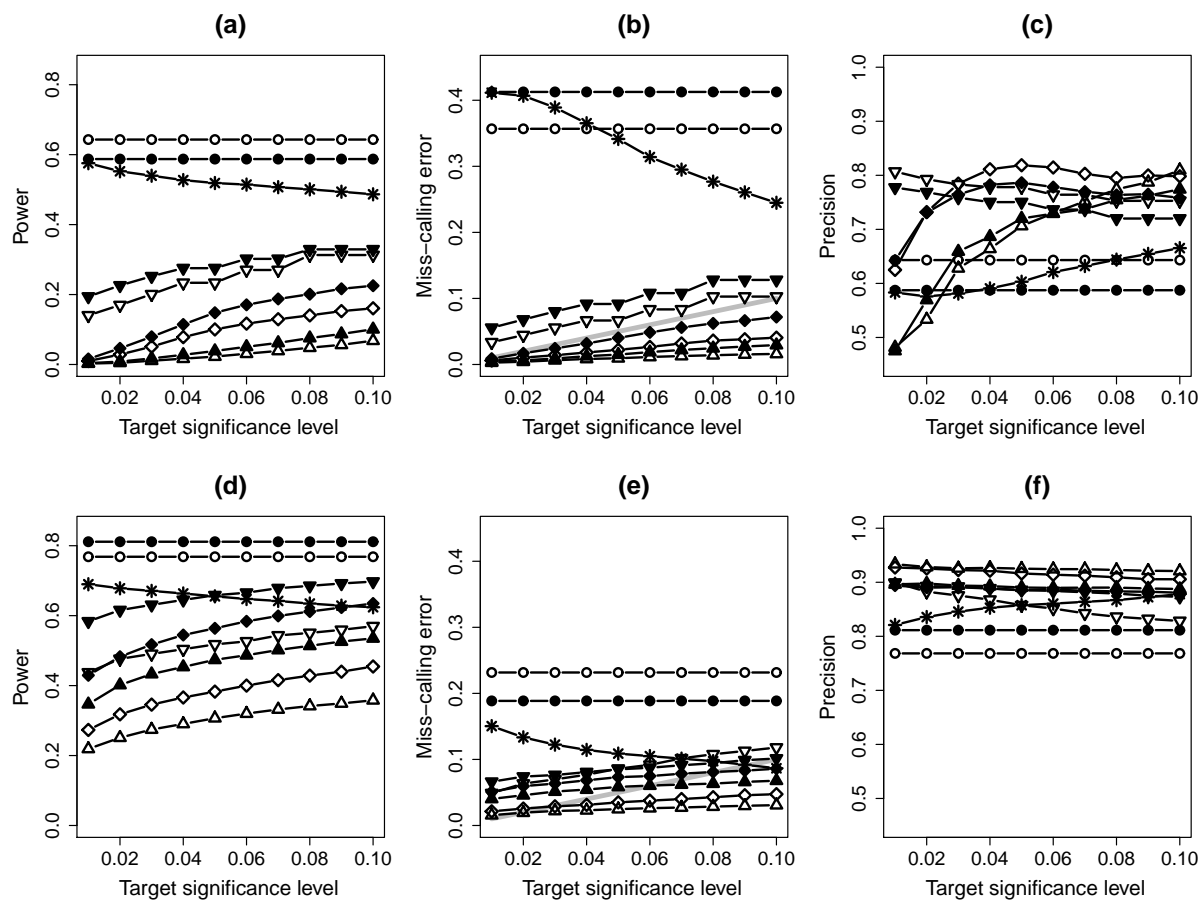 (a)
Power
0.0 0.2 0.4 0.6 0.8
0.02 0.04 0.06 0.08 0.10
Target significance level
(b)
Miss−calling error
0.0 0.1 0.2 0.3 0.4
0.02 0.04 0.06 0.08 0.10
Target significance level
(c)
Precision
0.5 0.6 0.7 0.8 0.9 1.0
0.02 0.04 0.06 0.08 0.10
Target significance level
(d)
Power
0.0 0.2 0.4 0.6 0.8
0.02 0.04 0.06 0.08 0.10
Target significance level
(e)
Miss−calling error
0.0 0.1 0.2 0.3 0.4
0.02 0.04 0.06 0.08 0.10
Target significance level
(f)
Precision
0.5 0.6 0.7 0.8 0.9 1.0
0.02 0.04 0.06 0.08 0.10
Target significance level